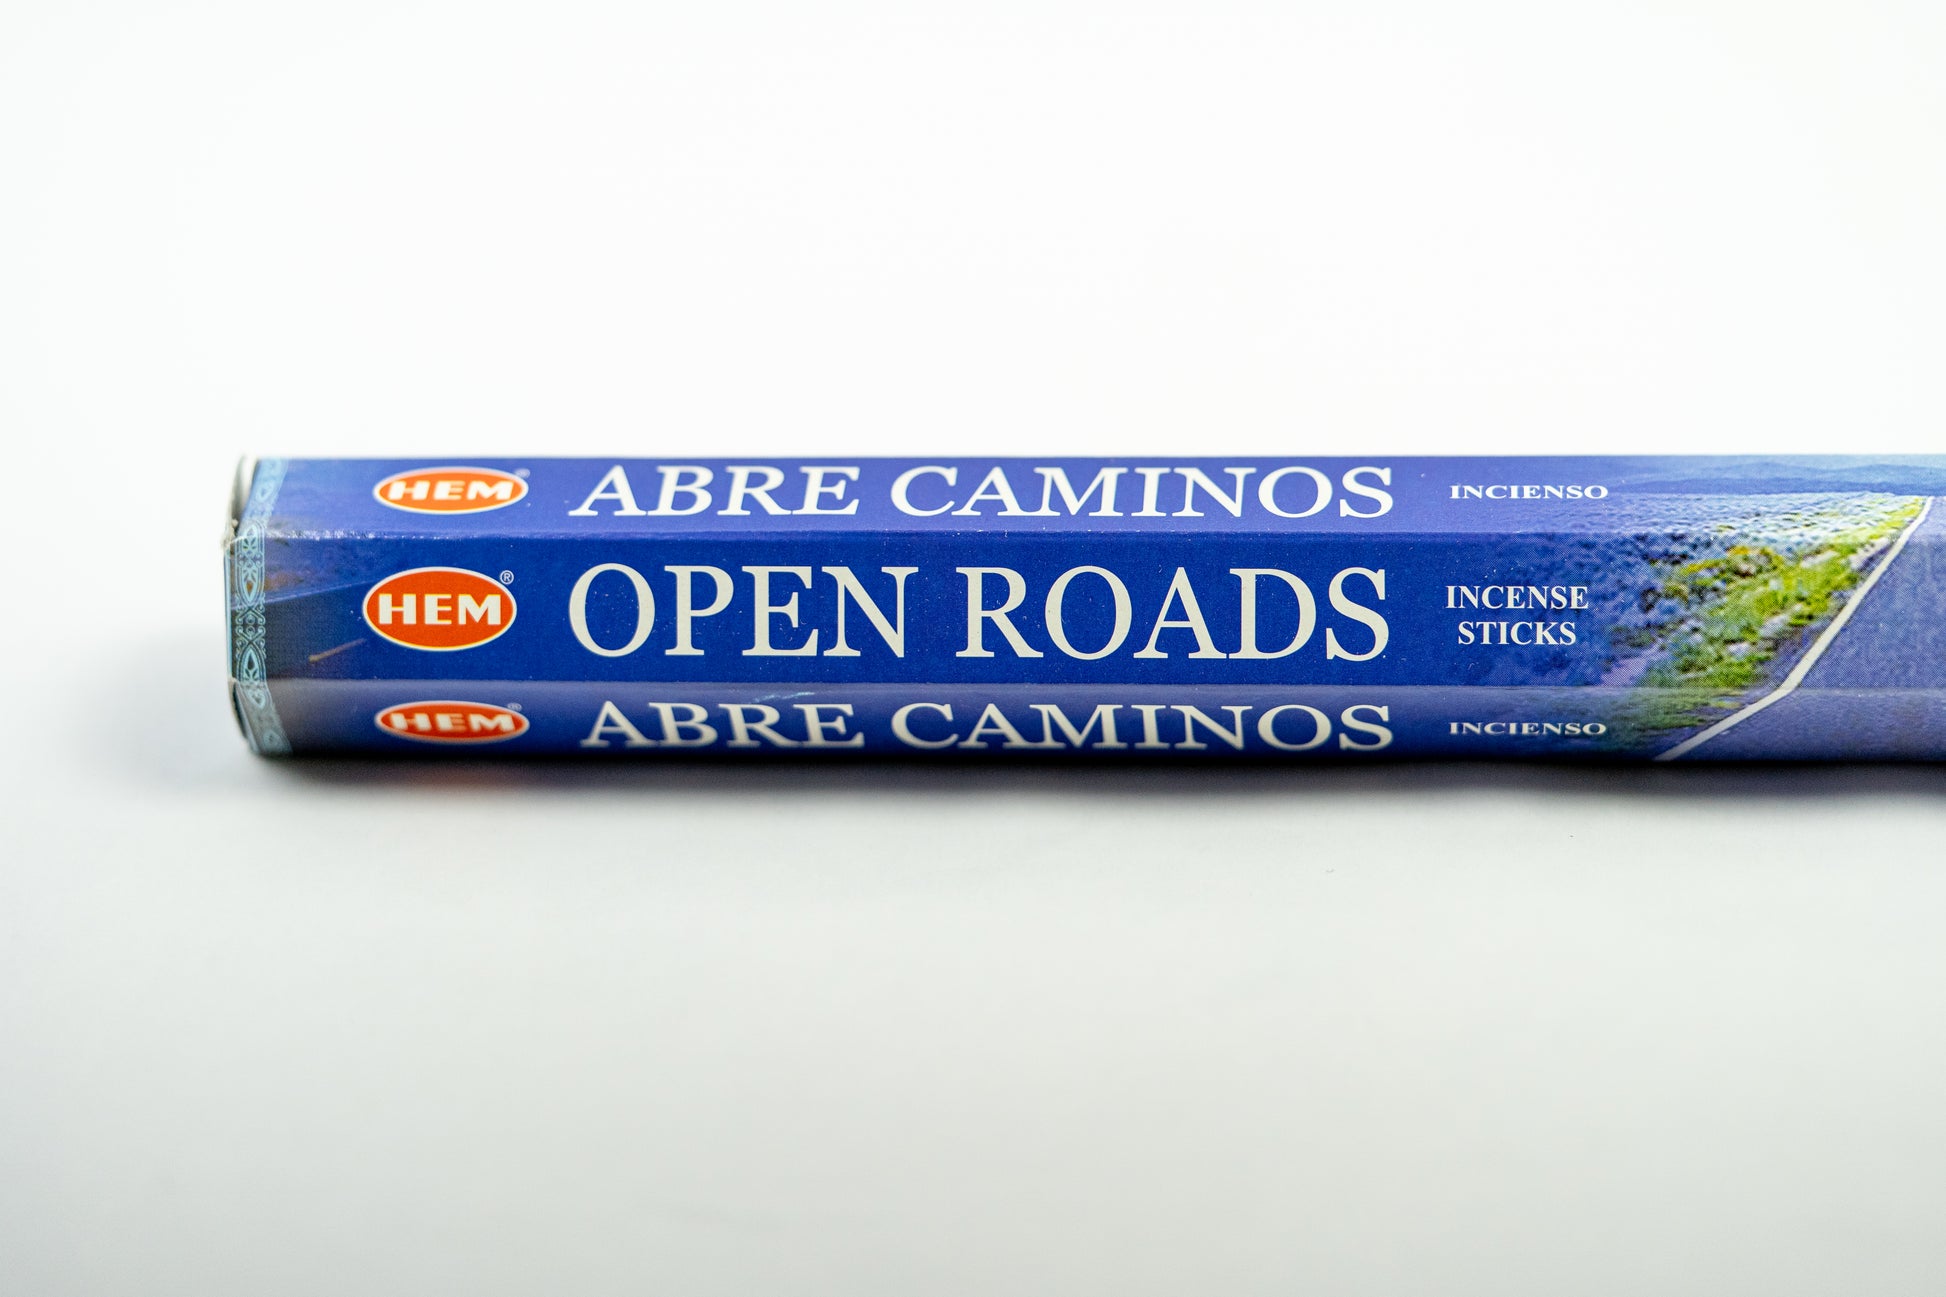 HEM ABRE CAMINOS INCIENSO
HEM® OPEN ROADS INCENSE
STICKS
HEM ABRE CAMINOS INCIENSO